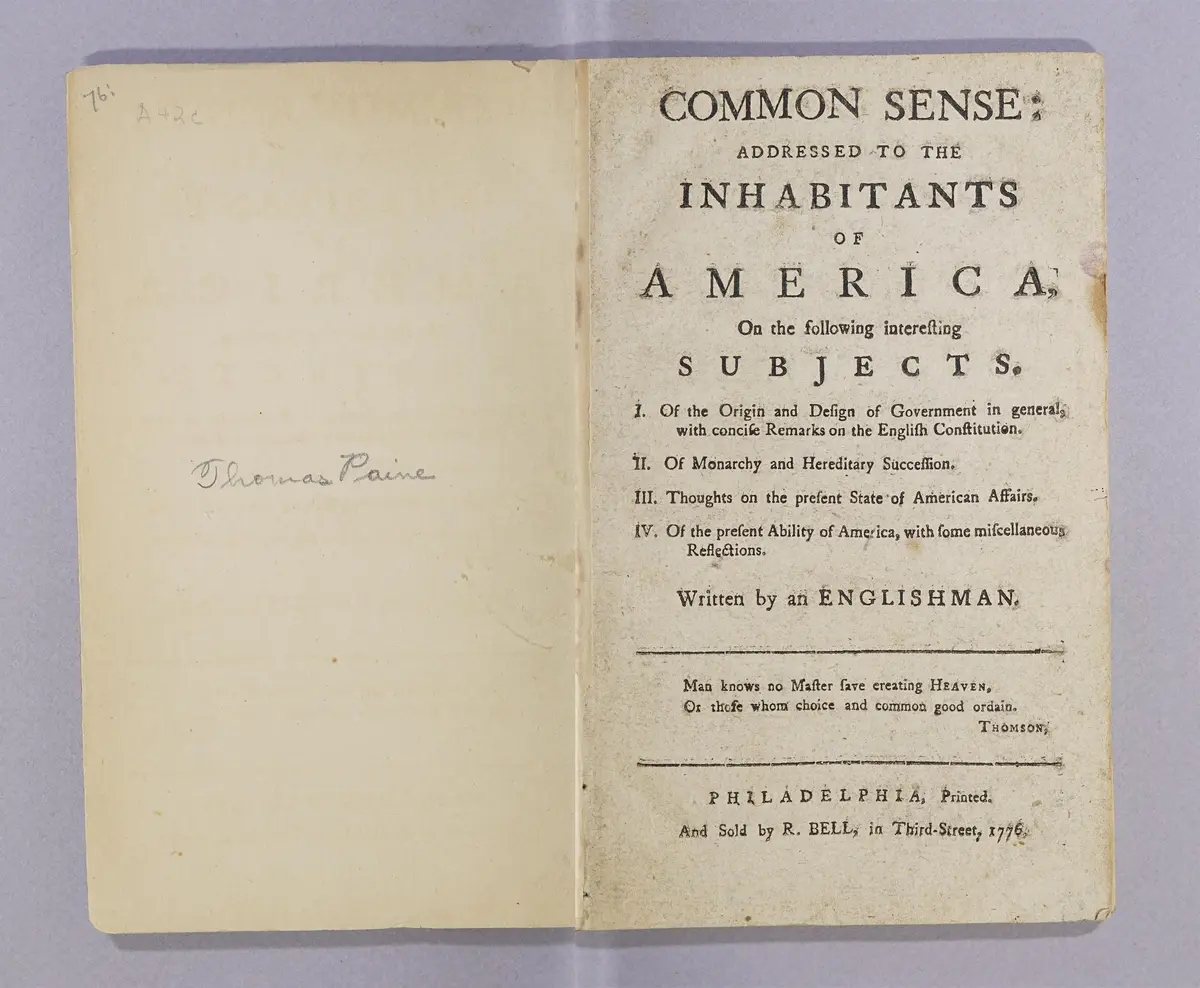 76
Thomas Paine
COMMON SENSE;
ADDRESSED TO THE
INHABITANTS
OF
AMERICA,
On the following intereſting
SUBJECTS.
I. Of the Origin and Deſign of Government in general,
with conciſe Remarks on the Engliſh Conſtitution.
II. Of Monarchy and Hereditary Succeſſion.
III. Thoughts on the preſent State of American Affairs.
IV. Of the preſent Ability of America, with ſome miſcellaneous
Reflections.
Written by an ENGLISHMAN.
Man knows no Maſter ſave creating HEAVEN,
Or thoſe whom choice and common good ordain.
THOMSON,
PHILADELPHIA, Printed.
And Sold by R. BELL, in Third-Street, 1776.